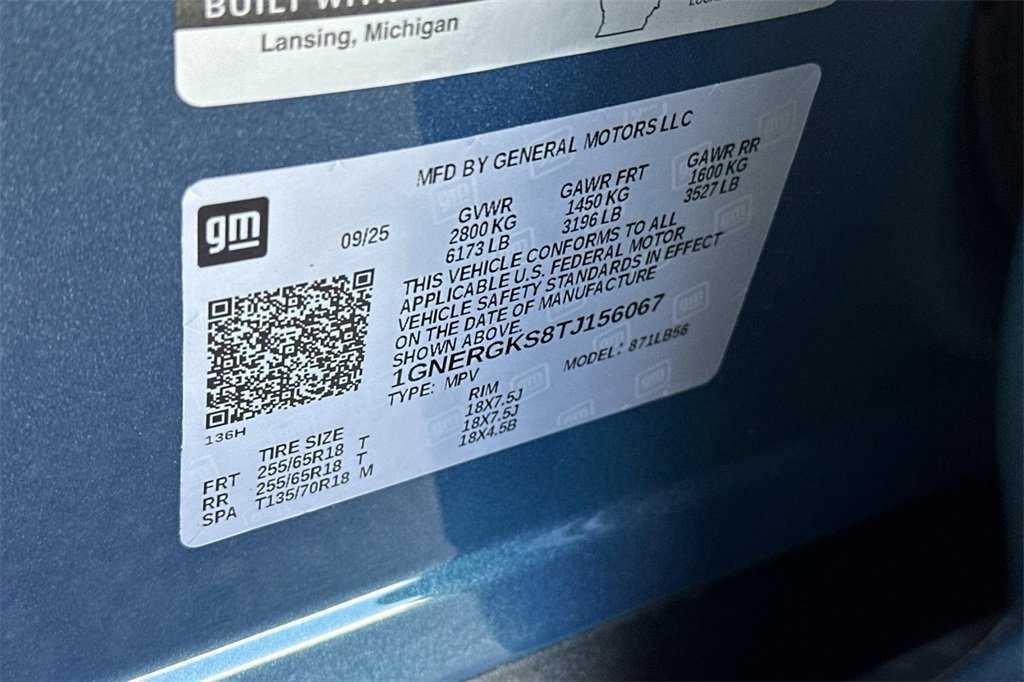 BUILT WITH
Lansing, Michigan
MFD BY GENERAL MOTORS LLC
gm
09/25
GVWR GAWR FRT GAWR RR
2800 KG 1450 KG 1600 KG
6173 LB 3196 LB 3527 LB
THIS VEHICLE CONFORMS TO ALL
APPLICABLE U.S. FEDERAL MOTOR
VEHICLE SAFETY STANDARDS IN EFFECT
ON THE DATE OF MANUFACTURE
SHOWN ABOVE.
1GNERGKS8TJ156067
TYPE: MPV MODEL: 871LB56
136H
TIRE SIZE RIM
FRT 255/65R18 T 18X7.5J
RR 255/65R18 T 18X7.5J
SPA T135/70R18 M 18X4.5B